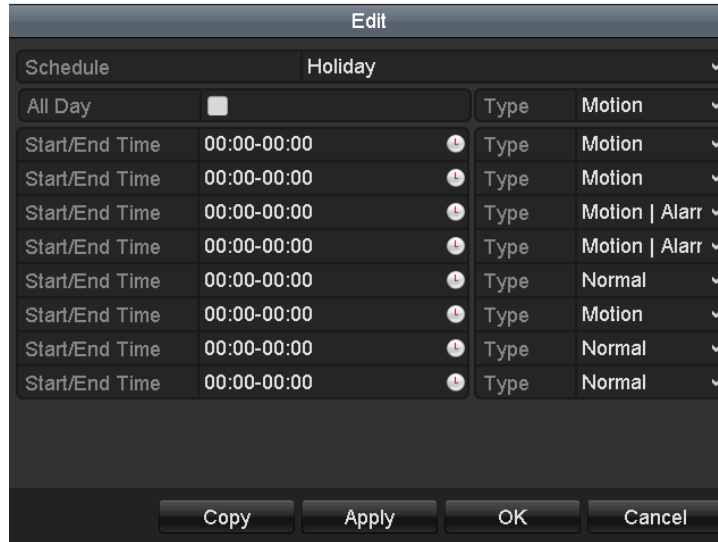 Edit
Schedule Holiday
All Day Type Motion
Start/End Time 00:00-00:00 Type Motion
Start/End Time 00:00-00:00 Type Motion
Start/End Time 00:00-00:00 Type Motion | Alarr
Start/End Time 00:00-00:00 Type Motion | Alarr
Start/End Time 00:00-00:00 Type Normal
Start/End Time 00:00-00:00 Type Motion
Start/End Time 00:00-00:00 Type Normal
Start/End Time 00:00-00:00 Type Normal
Copy Apply OK Cancel